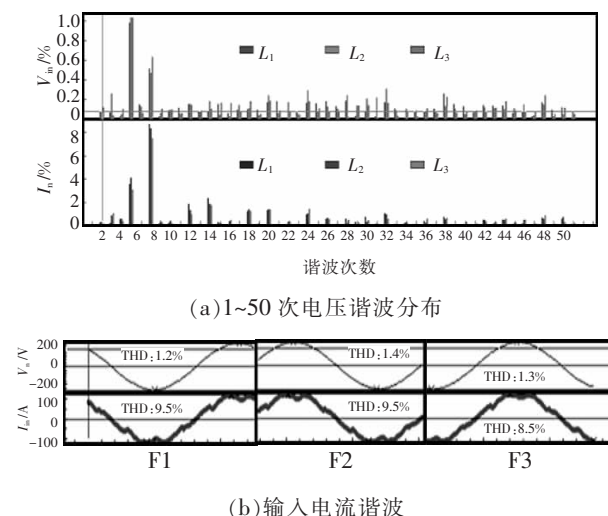 1.0
0.8
0.6
0.4
0.2
0
V_in/%
L₁ L₂ L₃
8
6
4
2
0
I_n/%
L₁ L₂ L₃
2 4 6 8 10 12 14 16 18 20 22 24 26 28 30 32 34 36 38 40 42 44 46 48 50
谐波次数
(a)1~50 次电压谐波分布
200
0
-200
V_n/V
THD:1.2% THD:1.4% THD:1.3%
100
0
-100
I_in/A
THD:9.5% THD:9.5% THD:8.5%
F1 F2 F3
(b)输入电流谐波